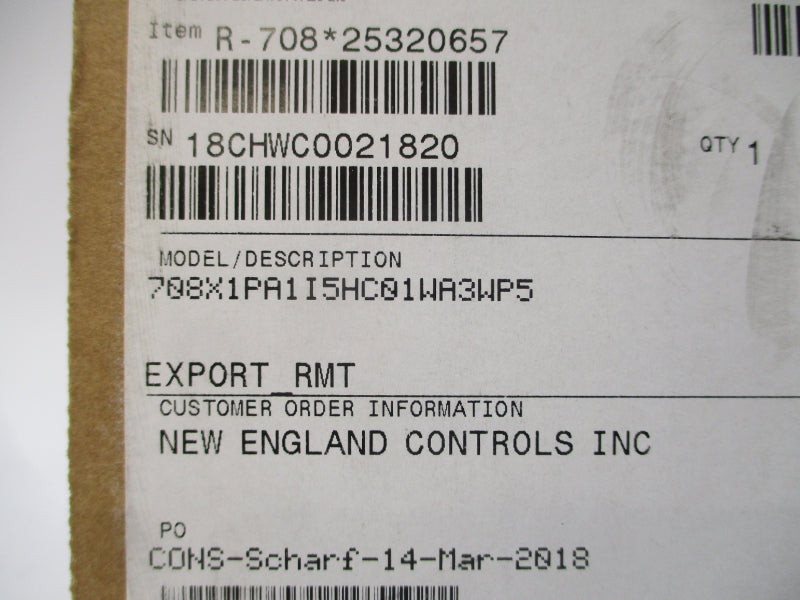 Item R-708*25320657
SN 18CHWC0021820
QTY 1
MODEL/DESCRIPTION
708X1PA1I5HC01WA3WP5
EXPORT_RMT
CUSTOMER ORDER INFORMATION
NEW ENGLAND CONTROLS INC
PO
CONS-Scharf-14-Mar-2018